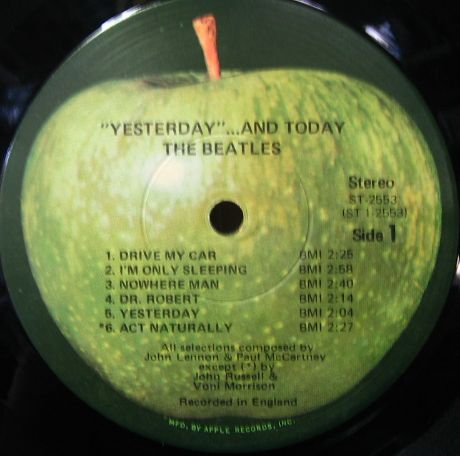 "YESTERDAY"...AND TODAY
THE BEATLES
Stereo
ST-2553
(ST 1-2553)
Side 1
1. DRIVE MY CAR BMI 2:25
2. I'M ONLY SLEEPING BMI 2:58
3. NOWHERE MAN BMI 2:40
4. DR. ROBERT BMI 2:14
5. YESTERDAY BMI 2:04
*6. ACT NATURALLY BMI 2:27
All selections composed by
John Lennon & Paul McCartney
except (*) by
John Russell &
Voni Morrison
Recorded in England
MFD. BY APPLE RECORDS, INC.